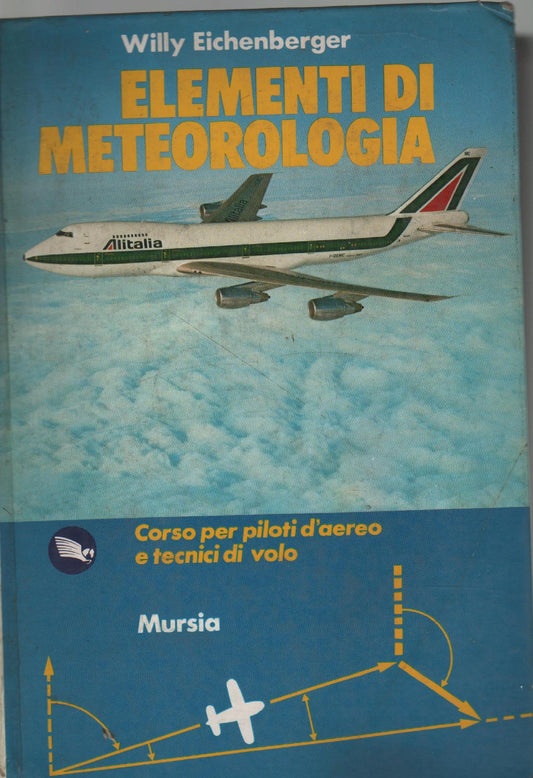 Willy Eichenberger
ELEMENTI DI
METEOROLOGIA
Alitalia
Corso per piloti d'aereo
e tecnici di volo
Mursia